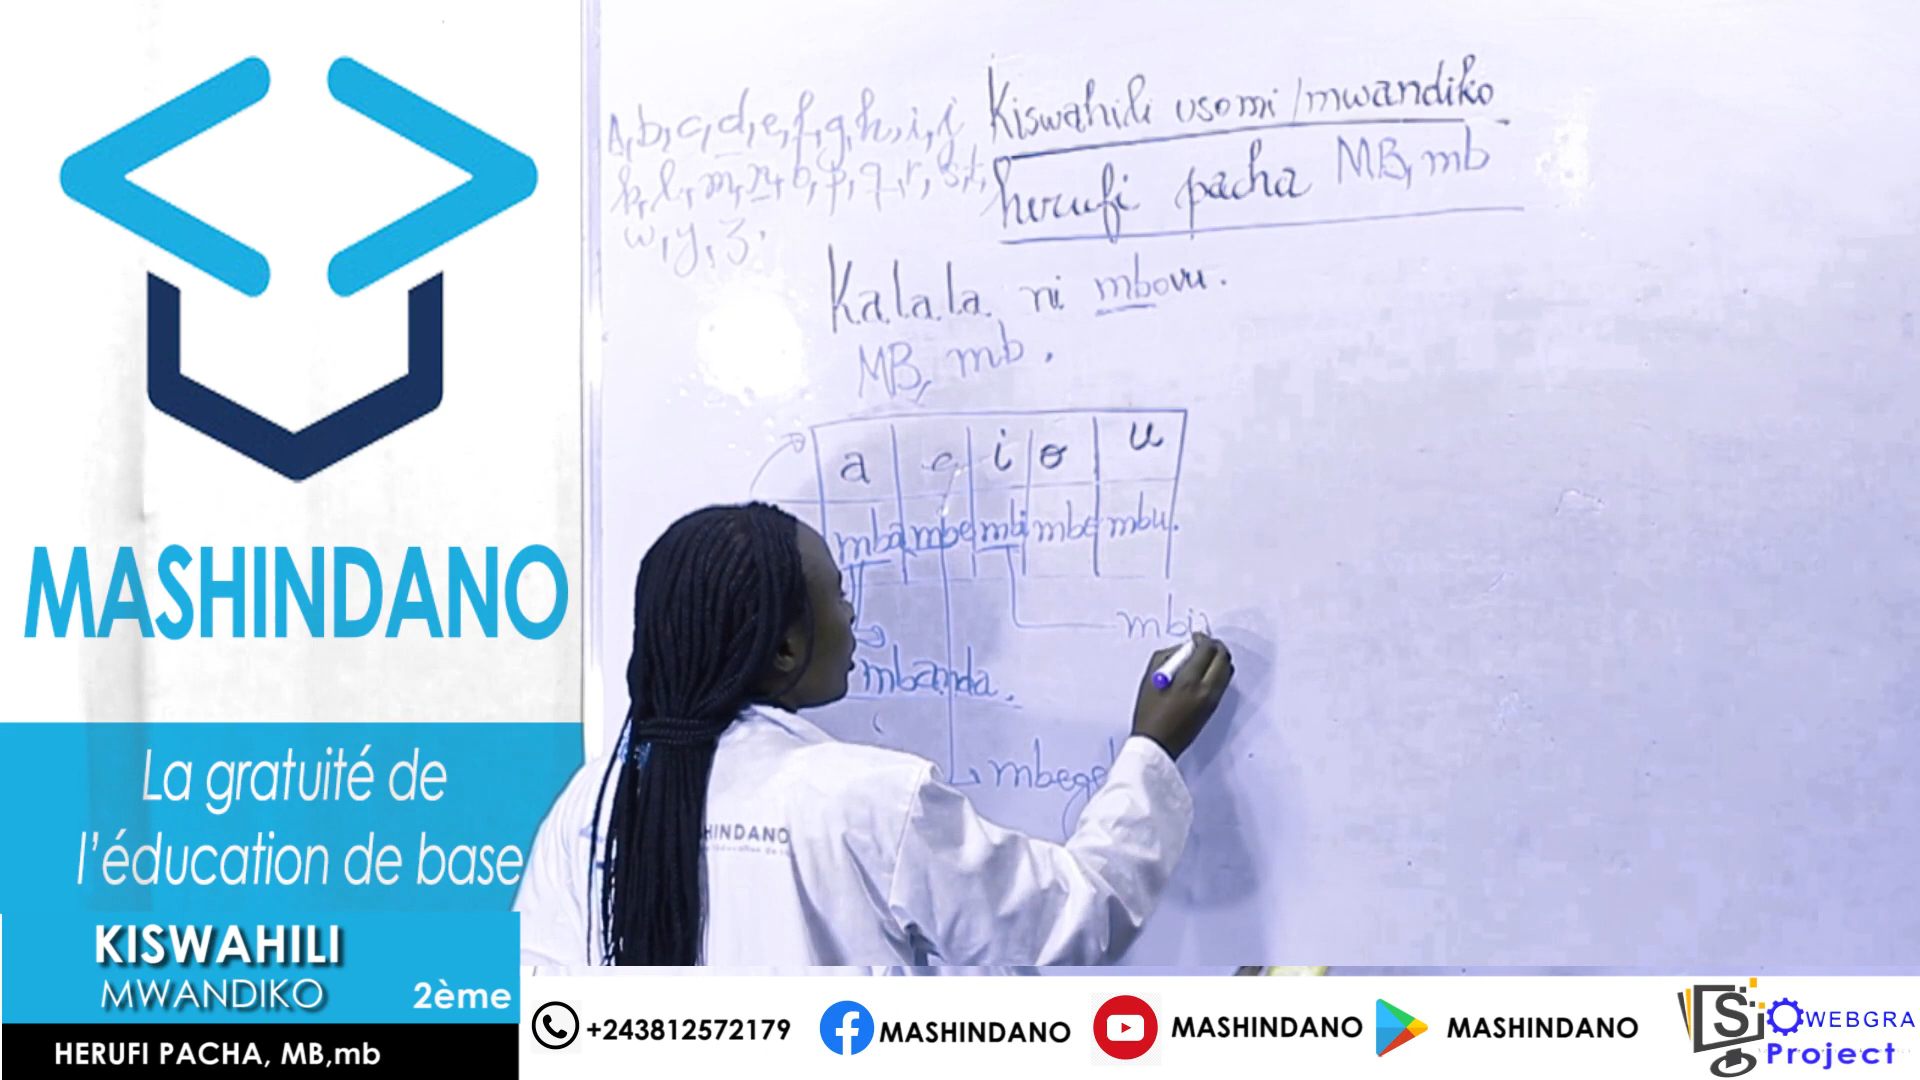 MASHINDANO
La gratuité de
l'éducation de base
KISWAHILI
MWANDIKO
2ème
HERUFI PACHA, MB,mb
A, b, c, d, e, f, g, h, i, j
k, l, m, n, o, p, q, r, s, t,
w, y, z.
Kiswahili usomi / mwandiko
herufi pacha MB, mb
Kalala ni mbovu.
MB, mb.
a e i o u
mba mbe mbi mbo mbu.
mbanda.
HINDANO
+243812572179
MASHINDANO
MASHINDANO
MASHINDANO
WEBGRA
Project